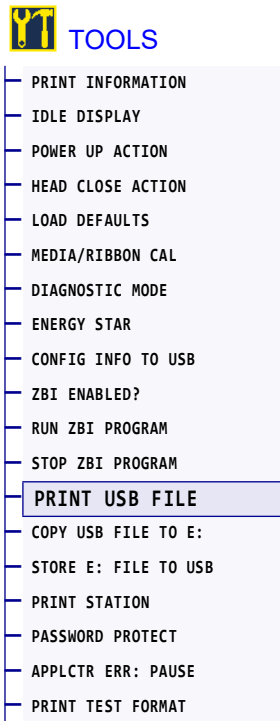 TOOLS
PRINT INFORMATION
IDLE DISPLAY
POWER UP ACTION
HEAD CLOSE ACTION
LOAD DEFAULTS
MEDIA/RIBBON CAL
DIAGNOSTIC MODE
ENERGY STAR
CONFIG INFO TO USB
ZBI ENABLED?
RUN ZBI PROGRAM
STOP ZBI PROGRAM
PRINT USB FILE
COPY USB FILE TO E:
STORE E: FILE TO USB
PRINT STATION
PASSWORD PROTECT
APPLCTR ERR: PAUSE
PRINT TEST FORMAT